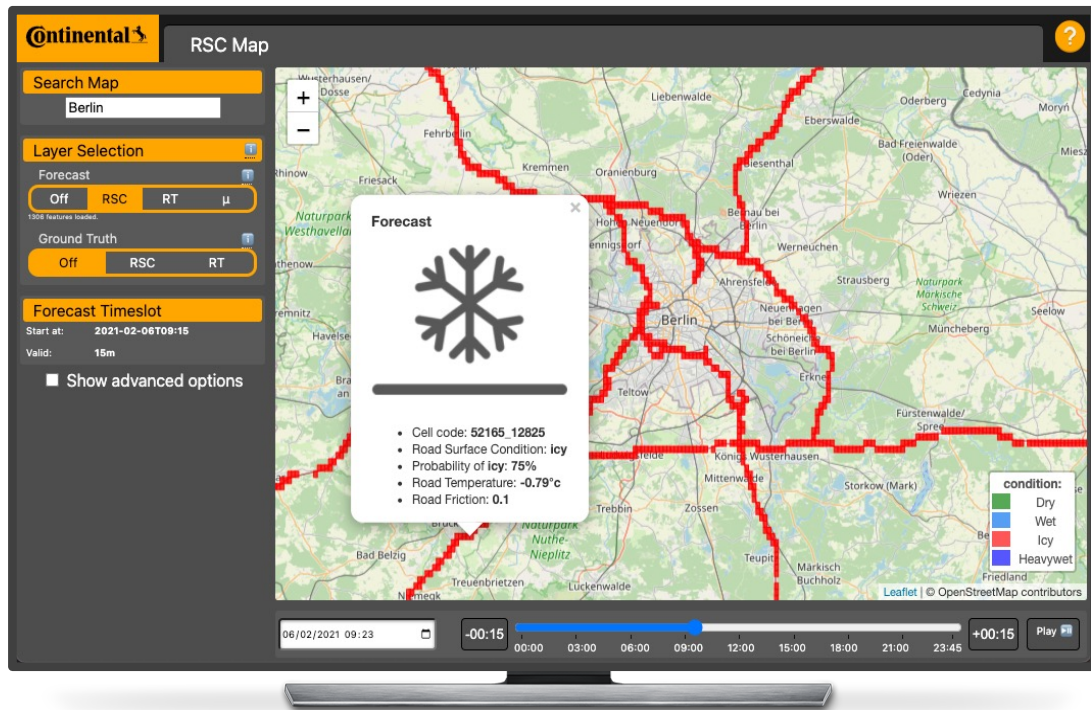 Continental
RSC Map
?
Search Map
Berlin
Layer Selection
Forecast
Off RSC RT µ
1306 features loaded.
Ground Truth
Off RSC RT
Forecast Timeslot
Start at: 2021-02-06T09:15
Valid: 15m
Show advanced options
+
−
Wusterhausen/
Dosse
Liebenwalde
Oderberg
Cedynia
Moryń
Eberswalde
Fehrbellin
Bad Freienwalde
(Oder)
Kremmen
Oranienburg
Biesenthal
Friesack
Wriezen
Naturpark
Westhavelland
Hohen Neuendorf
Bernau bei
Berlin
Werneuchen
Ahrensfelde
Strausberg
Naturpark
Märkische
Schweiz
Seelow
Berlin
Neuenhagen
bei Berlin
Müncheberg
Schöneiche
bei Berlin
Teltow
Erkner
Fürstenwalde/
Spree
Königs Wusterhausen
Mittenwalde
Storkow (Mark)
Trebbin
Zossen
Naturpark
Nuthe-
Nieplitz
Bad Belzig
Teupitz
Märkisch
Buchholz
Friedland
Treuenbrietzen
Luckenwalde
Niemegk
Forecast
×
Cell code: 52165_12825
Road Surface Condition: icy
Probability of icy: 75%
Road Temperature: -0.79°c
Road Friction: 0.1
condition:
Dry
Wet
Icy
Heavywet
Leaflet | © OpenStreetMap contributors
06/02/2021 09:23
-00:15
00:00 03:00 06:00 09:00 12:00 15:00 18:00 21:00 23:45
+00:15
Play